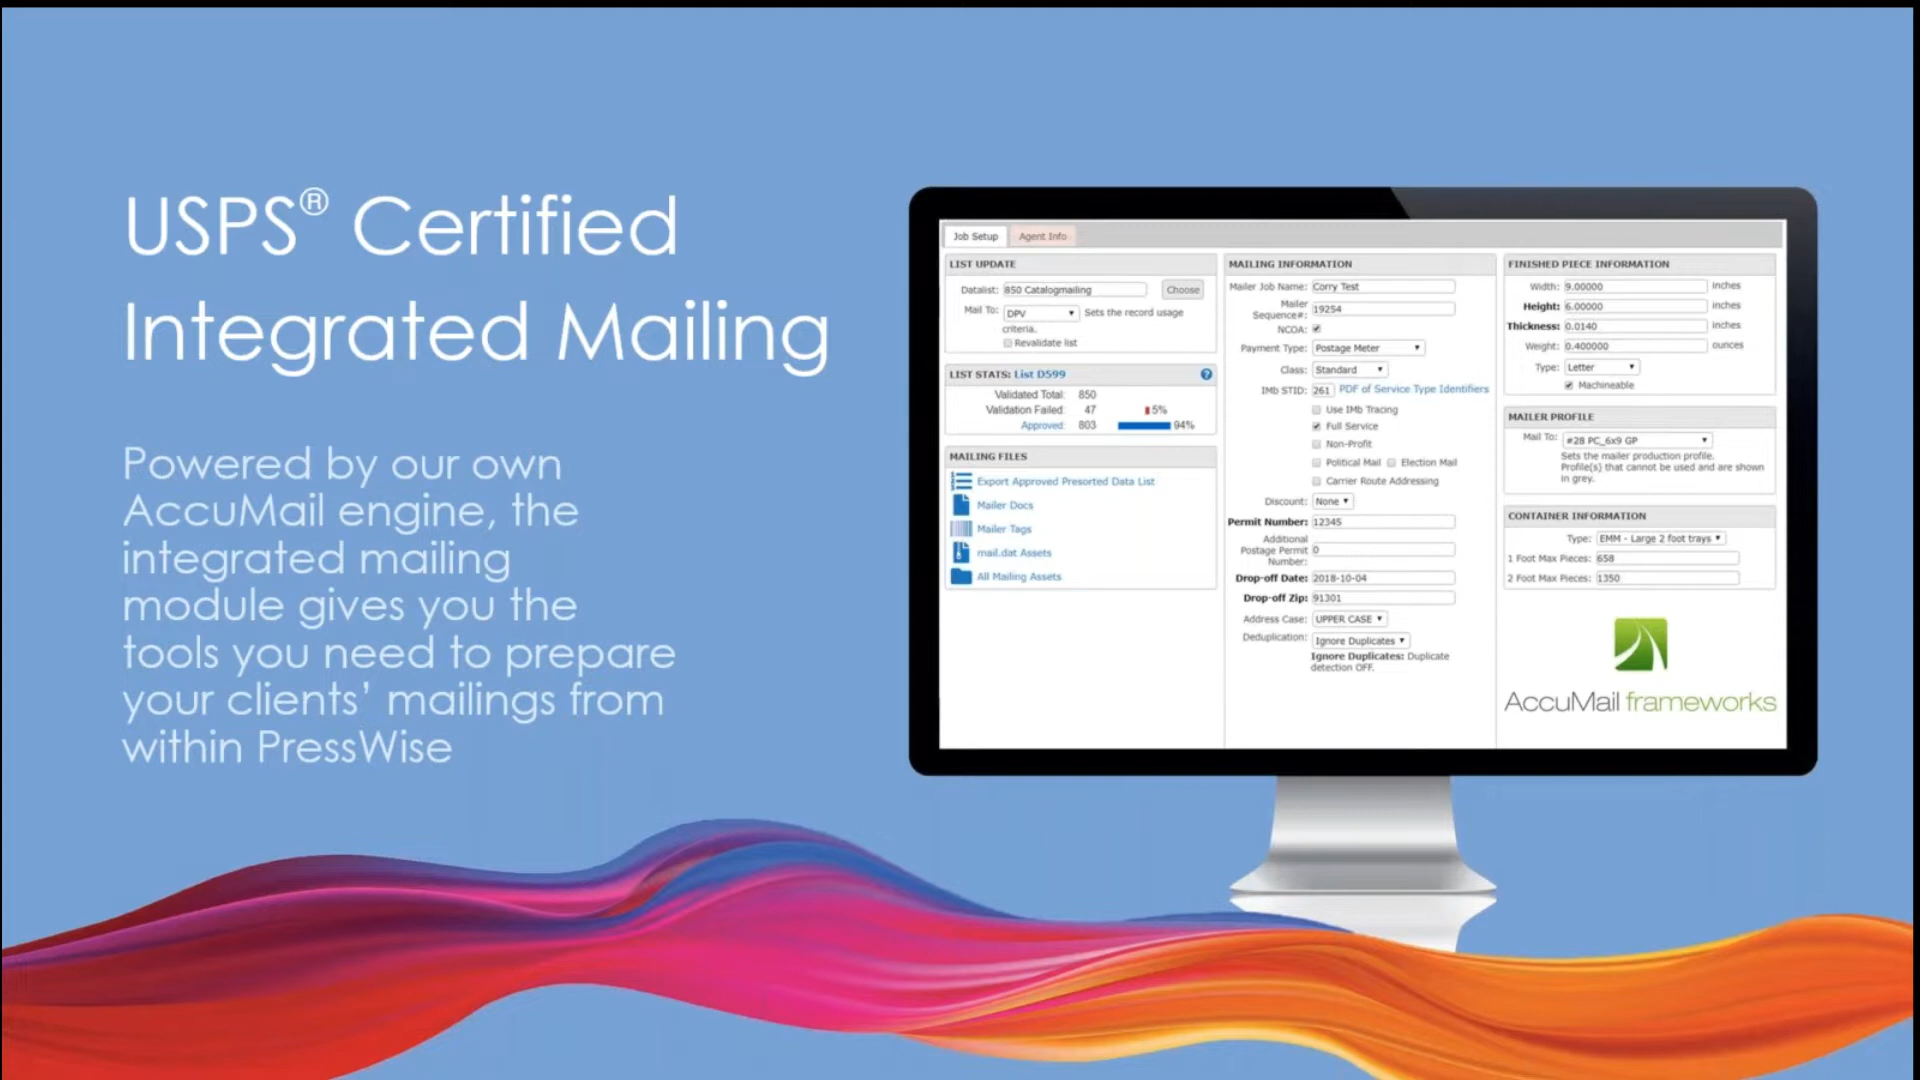 USPS® Certified
Integrated Mailing
Powered by our own
AccuMail engine, the
integrated mailing
module gives you the
tools you need to prepare
your clients’ mailings from
within PressWise
Job Setup
Agent Info
LIST UPDATE
Datalist: 850 Catalogmailing Choose
Mail To: DPV Sets the record usage
criteria.
Revalidate list
LIST STATS: List D599
Validated Total: 850
Validation Failed: 47 5%
Approved: 803 94%
MAILING FILES
Export Approved Presorted Data List
Mailer Docs
Mailer Tags
mail.dat Assets
All Mailing Assets
MAILING INFORMATION
Mailer Job Name: Corry Test
Mailer
Sequence#: 19254
NCOA:
Payment Type: Postage Meter
Class: Standard
IMb STID: 261 PDF of Service Type Identifiers
Use IMb Tracing
Full Service
Non-Profit
Political Mail Election Mail
Carrier Route Addressing
Discount: None
Permit Number: 12345
Additional
Postage Permit 0
Number:
Drop-off Date: 2018-10-04
Drop-off Zip: 91301
Address Case: UPPER CASE
Deduplication: Ignore Duplicates
Ignore Duplicates: Duplicate
detection OFF.
FINISHED PIECE INFORMATION
Width: 9.00000 inches
Height: 6.00000 inches
Thickness: 0.0140 inches
Weight: 0.400000 ounces
Type: Letter
Machineable
MAILER PROFILE
Mail To: #28 PC_6x9 GP
Sets the mailer production profile.
Profile(s) that cannot be used and are shown
in grey.
CONTAINER INFORMATION
Type: EMM - Large 2 foot trays
1 Foot Max Pieces: 658
2 Foot Max Pieces: 1350
AccuMail frameworks